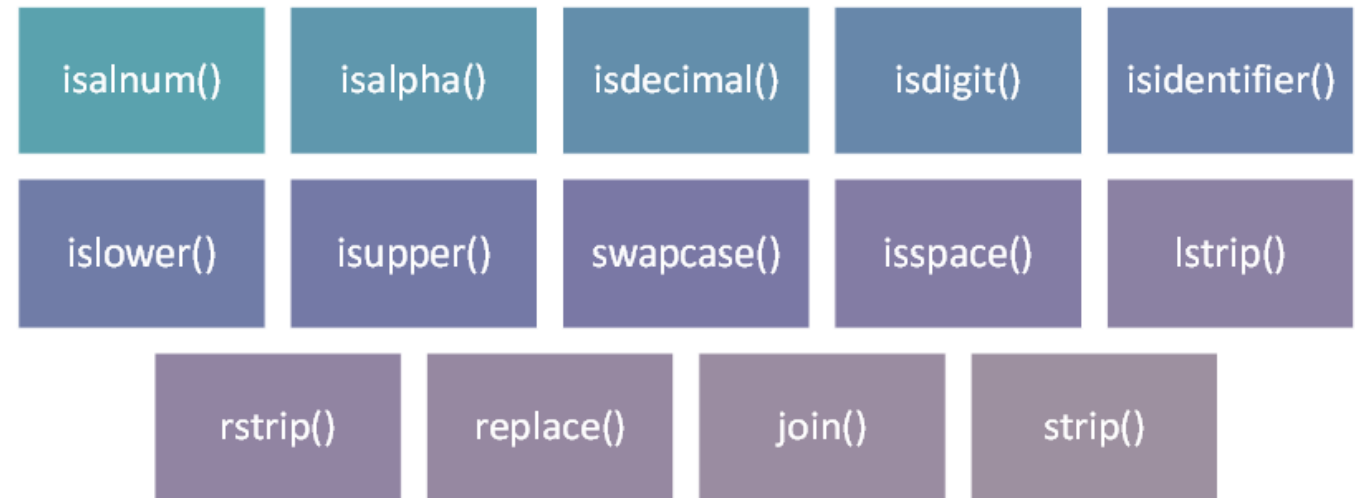 isalnum() isalpha() isdecimal() isdigit() isidentifier()
islower() isupper() swapcase() isspace() lstrip()
rstrip() replace() join() strip()